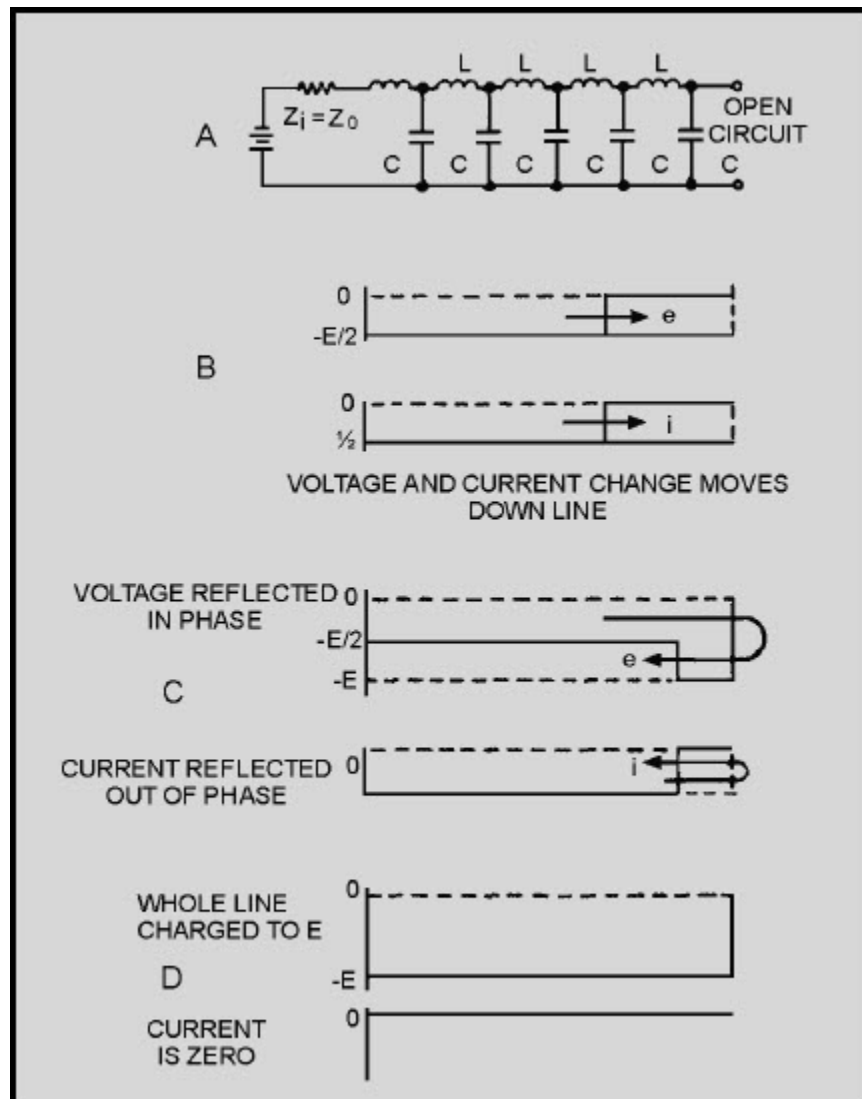 L L L L
Zi = Z0
OPEN
CIRCUIT
A
C C C C C C
0
-E/2
e
B
0
½
i
VOLTAGE AND CURRENT CHANGE MOVES
DOWN LINE
VOLTAGE REFLECTED
IN PHASE
0
-E/2
-E
e
C
CURRENT REFLECTED
OUT OF PHASE
0
i
WHOLE LINE
CHARGED TO E
0
-E
D
CURRENT
IS ZERO
0